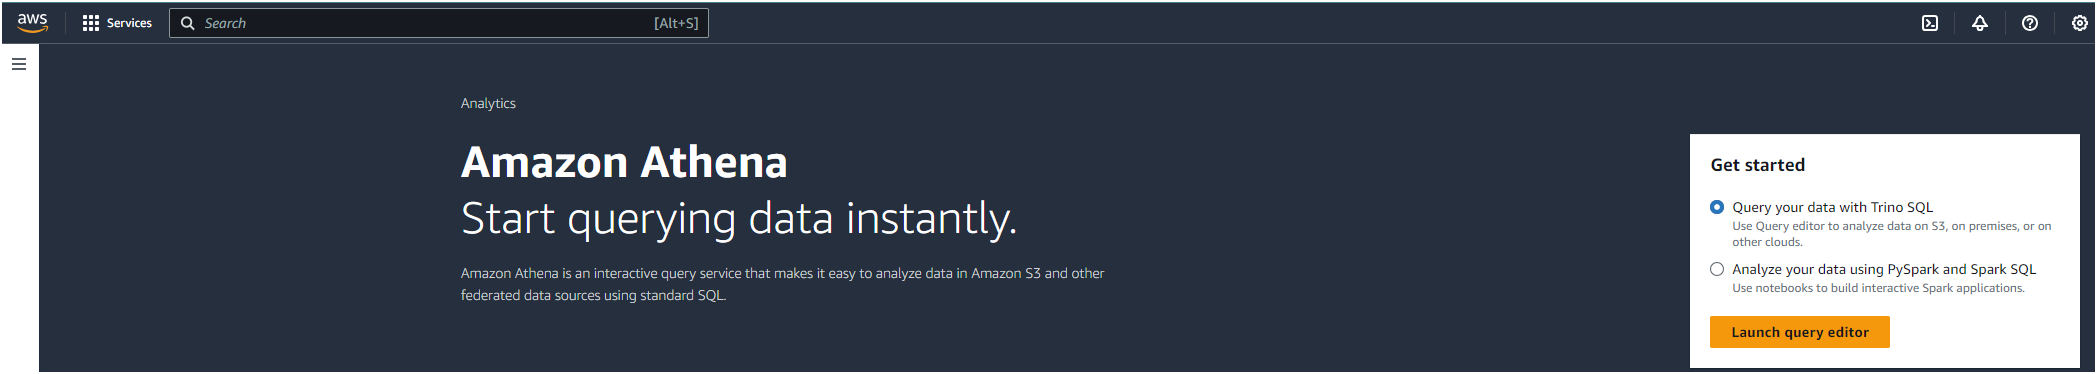 aws
Services
Search
[Alt+S]
Analytics
Amazon Athena
Start querying data instantly.
Amazon Athena is an interactive query service that makes it easy to analyze data in Amazon S3 and other
federated data sources using standard SQL.
Get started
Query your data with Trino SQL
Use Query editor to analyze data on S3, on premises, or on
other clouds.
Analyze your data using PySpark and Spark SQL
Use notebooks to build interactive Spark applications.
Launch query editor